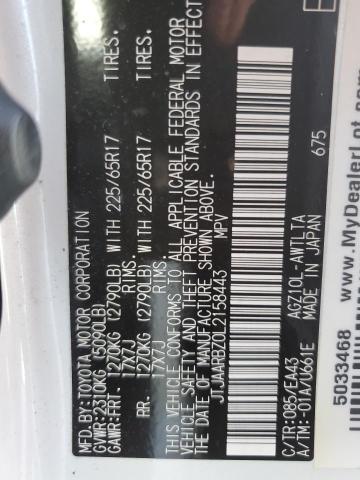 MFD.BY:TOYOTA MOTOR CORPORATION
GVWR:2310KG (5090LB)
GAWR:FRT. 1220KG (2790LB) WITH 225/65R17 TIRES.
17X7J RIMS.
RR. 1220KG (2790LB) WITH 225/65R17 TIRES.
17X7J RIMS.
THIS VEHICLE CONFORMS TO ALL APPLICABLE FEDERAL MOTOR
VEHICLE SAFETY AND THEFT PREVENTION STANDARDS IN EFFECT
ON THE DATE OF MANUFACTURE SHOWN ABOVE.
JTJAARBZ0L2158443 MPV
C/TR:085/EA43 AGZ10L-AWTLTA
A/TM:-01A/U661E MADE IN JAPAN 675
5033468 www.MyDealerLot